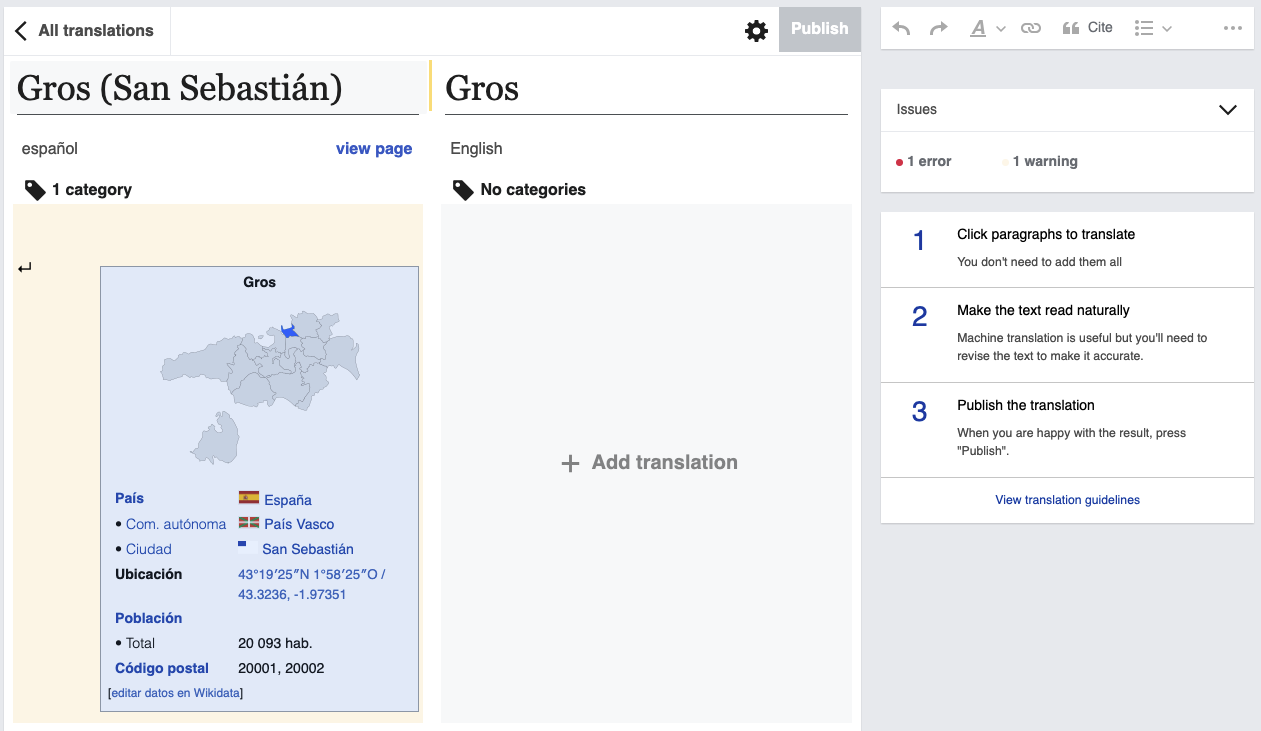 All translations
Publish
Gros (San Sebastián)
Gros
español
view page
English
1 category
No categories
Gros
País
España
• Com. autónoma
País Vasco
• Ciudad
San Sebastián
Ubicación
43°19′25″N 1°58′25″O /
43.3236, -1.97351
Población
• Total
20 093 hab.
Código postal
20001, 20002
[editar datos en Wikidata]
+ Add translation
A
Cite
Issues
1 error
1 warning
1
Click paragraphs to translate
You don't need to add them all
2
Make the text read naturally
Machine translation is useful but you'll need to
revise the text to make it accurate.
3
Publish the translation
When you are happy with the result, press
"Publish".
View translation guidelines